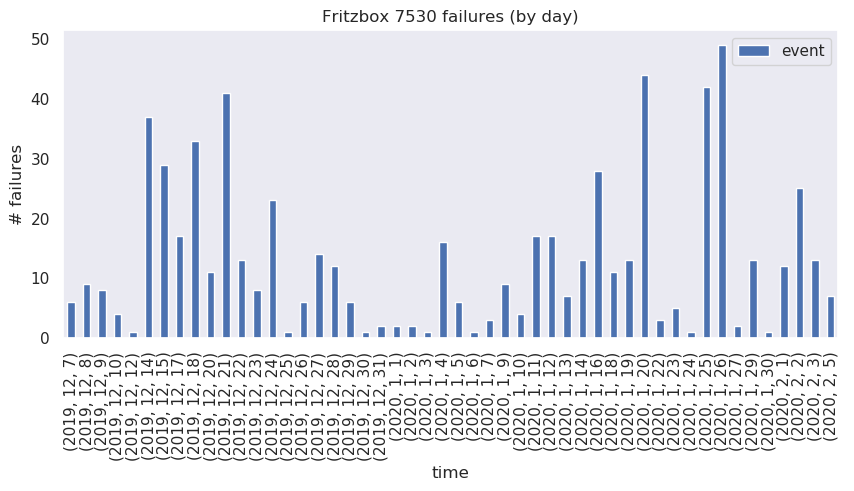 Fritzbox 7530 failures (by day)
event
# failures
50
40
30
20
10
0
(2019, 12, 7)
(2019, 12, 8)
(2019, 12, 9)
(2019, 12, 10)
(2019, 12, 12)
(2019, 12, 14)
(2019, 12, 15)
(2019, 12, 17)
(2019, 12, 18)
(2019, 12, 20)
(2019, 12, 21)
(2019, 12, 22)
(2019, 12, 23)
(2019, 12, 24)
(2019, 12, 25)
(2019, 12, 26)
(2019, 12, 27)
(2019, 12, 28)
(2019, 12, 29)
(2019, 12, 30)
(2019, 12, 31)
(2020, 1, 1)
(2020, 1, 2)
(2020, 1, 3)
(2020, 1, 4)
(2020, 1, 5)
(2020, 1, 6)
(2020, 1, 7)
(2020, 1, 9)
(2020, 1, 10)
(2020, 1, 11)
(2020, 1, 12)
(2020, 1, 13)
(2020, 1, 14)
(2020, 1, 16)
(2020, 1, 18)
(2020, 1, 19)
(2020, 1, 20)
(2020, 1, 22)
(2020, 1, 23)
(2020, 1, 24)
(2020, 1, 25)
(2020, 1, 26)
(2020, 1, 27)
(2020, 1, 29)
(2020, 1, 30)
(2020, 2, 1)
(2020, 2, 2)
(2020, 2, 3)
(2020, 2, 5)
time